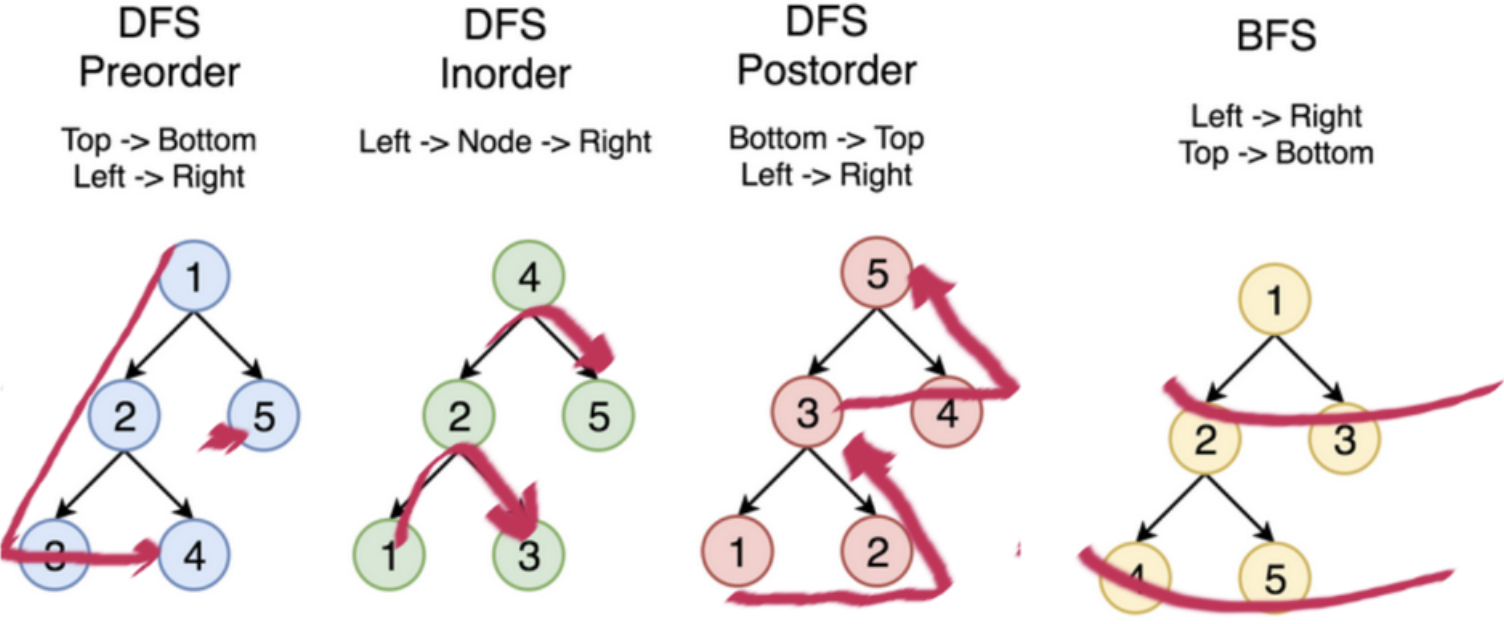 DFS
Preorder
Top -> Bottom
Left -> Right
1
2
5
3
4
DFS
Inorder
Left -> Node -> Right
4
2
5
1
3
DFS
Postorder
Bottom -> Top
Left -> Right
5
3
4
1
2
BFS
Left -> Right
Top -> Bottom
1
2
3
4
5